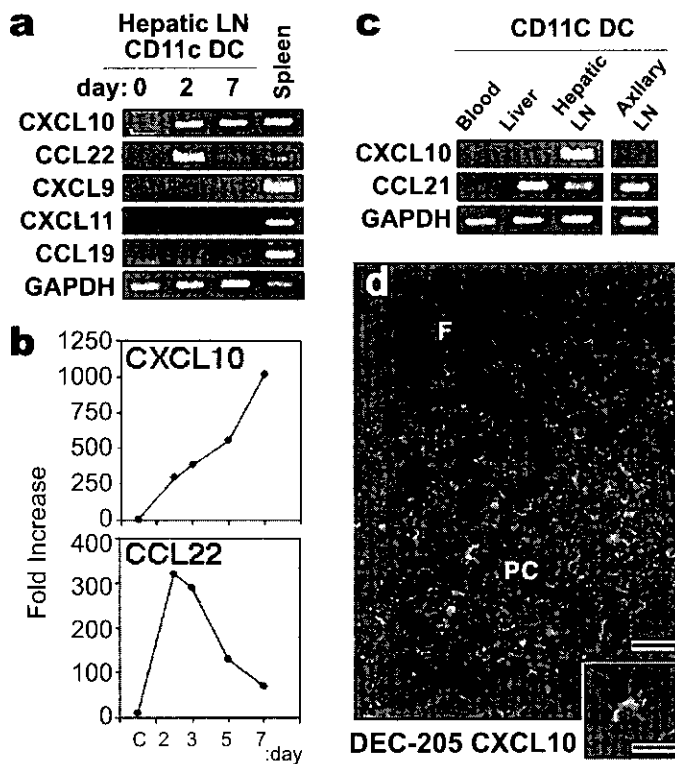 a
Hepatic LN
CD11c DC
Spleen
day: 0 2 7
CXCL10
CCL22
CXCL9
CXCL11
CCL19
GAPDH
b
CXCL10
1250
1000
750
500
250
0
Fold Increase
CCL22
400
300
200
100
0
C 2 3 5 7
:day
c
CD11C DC
Blood
Liver
Hepatic
LN
Axllary
LN
CXCL10
CCL21
GAPDH
d
F
PC
DEC-205 CXCL10